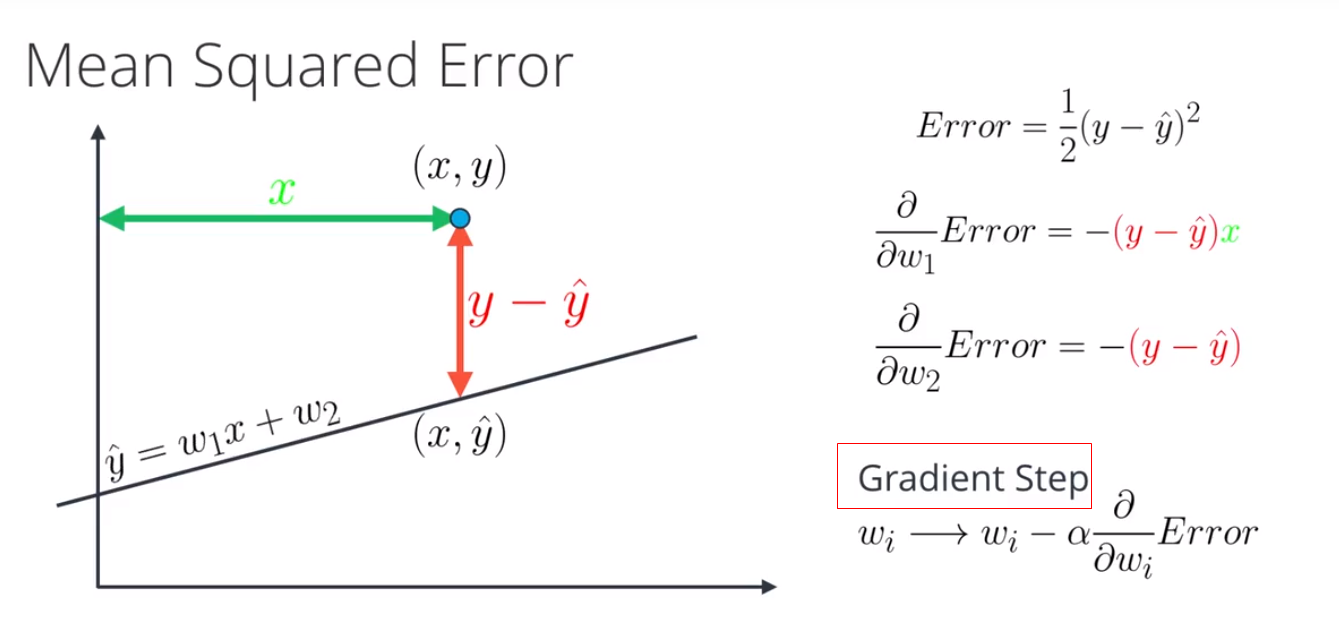 Mean Squared Error
x
(x, y)
y − ŷ
ŷ = w₁x + w₂
(x, ŷ)
Error = 1/2 (y − ŷ)²
∂/∂w₁ Error = −(y − ŷ)x
∂/∂w₂ Error = −(y − ŷ)
Gradient Step
wᵢ ⟶ wᵢ − α ∂/∂wᵢ Error